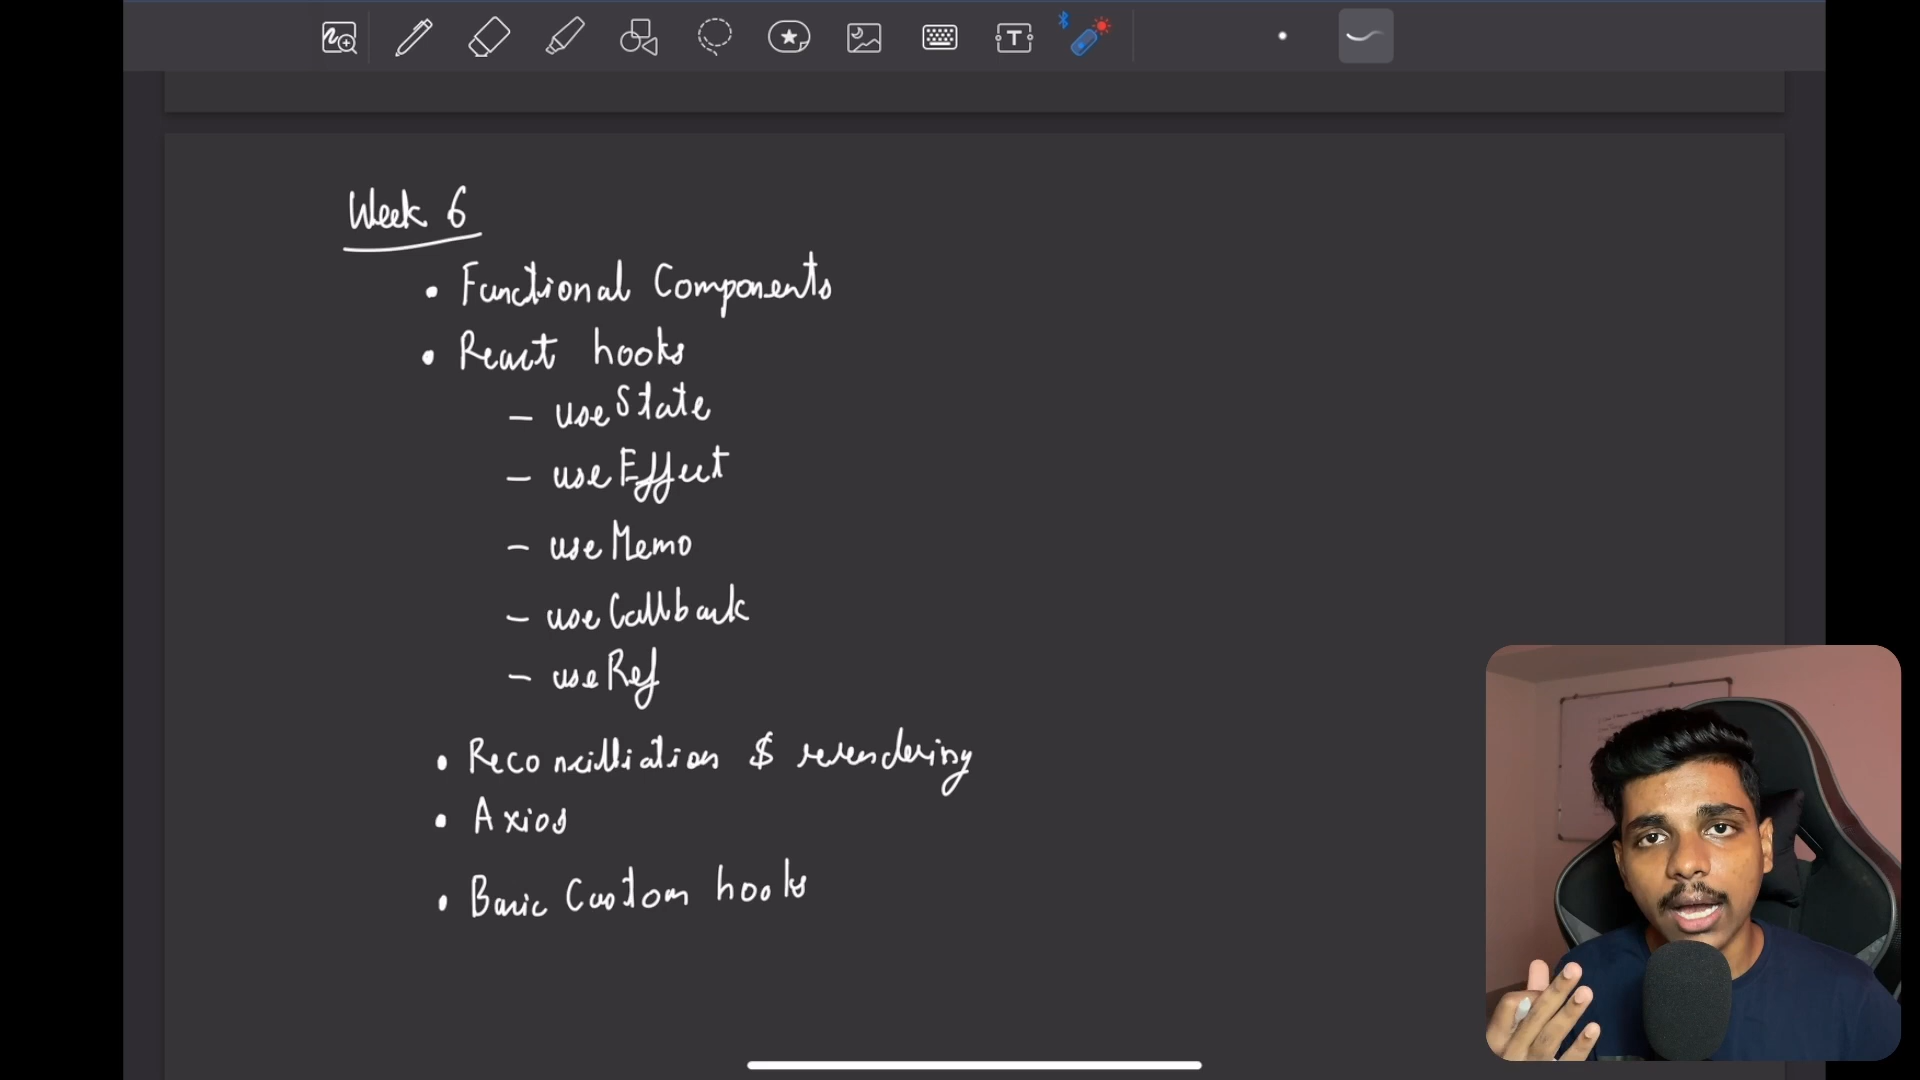 Week 6
• Functional Components
• React hooks
– useState
– useEffect
– useMemo
– useCallback
– useRef
• Reconcilliation $ rerendering
• Axios
• Basic Custom hooks